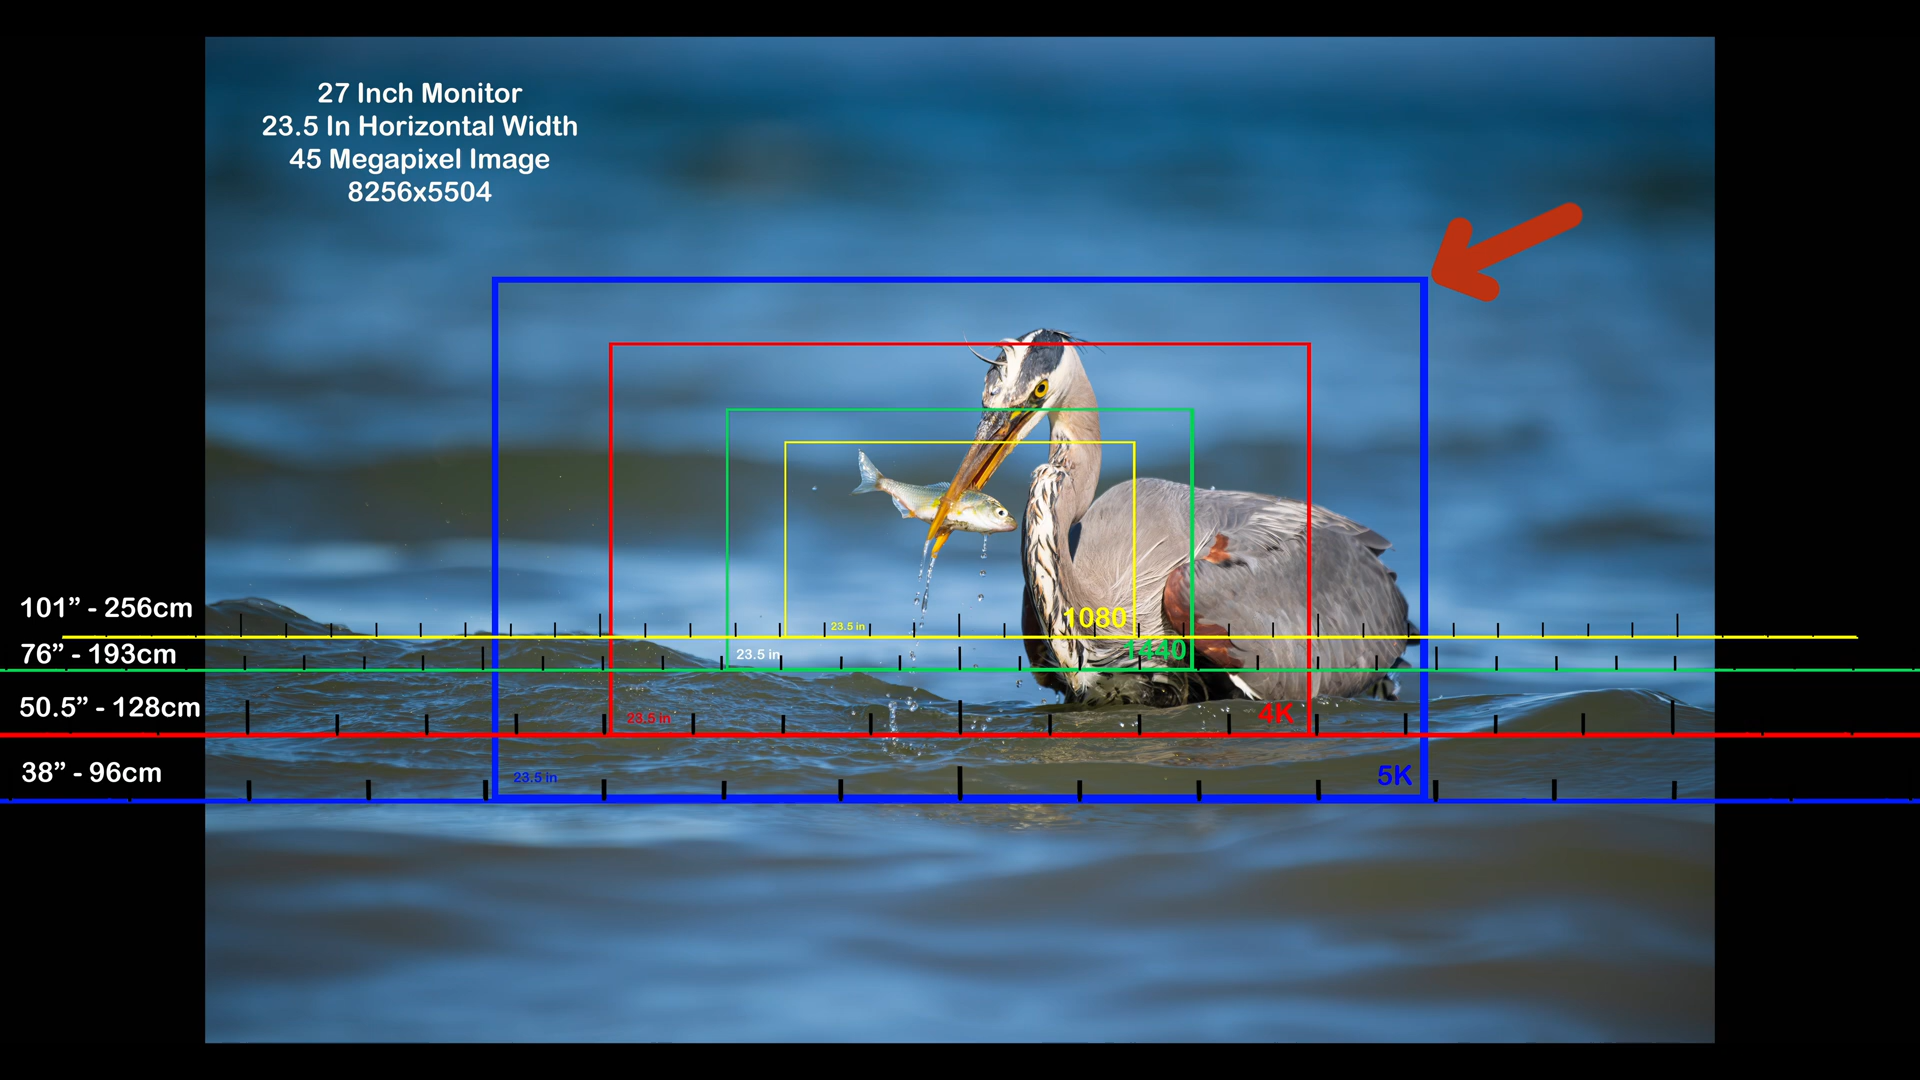 27 Inch Monitor
23.5 In Horizontal Width
45 Megapixel Image
8256x5504
101” - 256cm
23.5 in
1080
76” - 193cm
23.5 in
1440
50.5” - 128cm
23.5 in
4K
38” - 96cm
23.5 in
5K